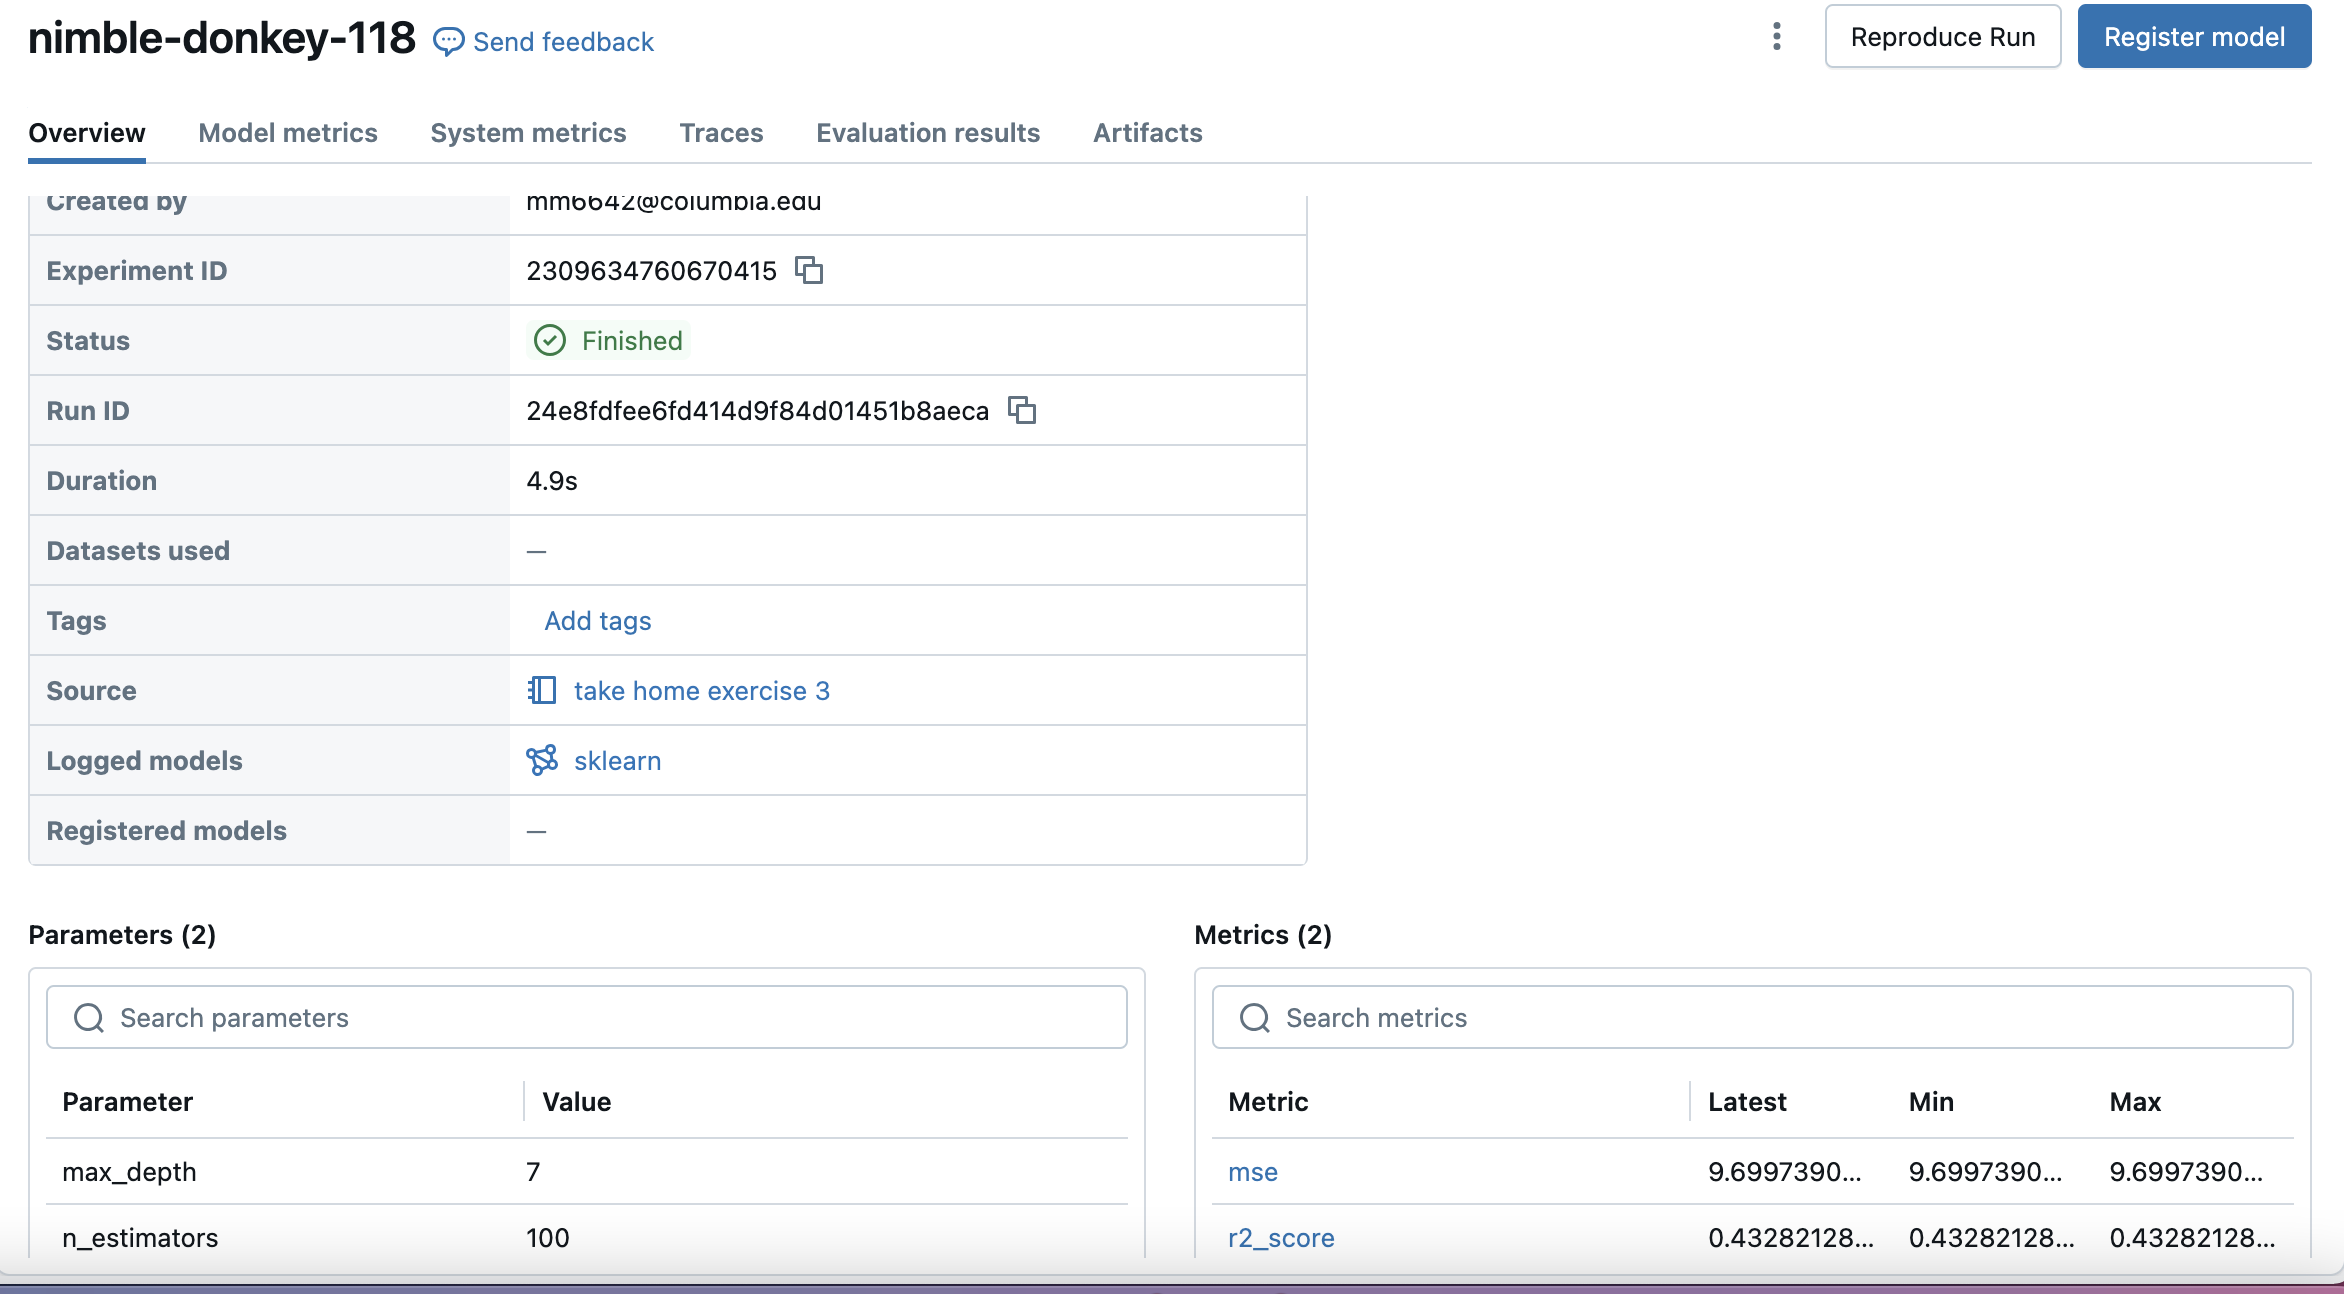 nimble-donkey-118 Send feedback
Reproduce Run Register model
Overview Model metrics System metrics Traces Evaluation results Artifacts
Created by mm6642@columbia.edu
Experiment ID 2309634760670415
Status Finished
Run ID 24e8fdfee6fd414d9f84d01451b8aeca
Duration 4.9s
Datasets used —
Tags Add tags
Source take home exercise 3
Logged models sklearn
Registered models —
Parameters (2)
Search parameters
Parameter Value
max_depth 7
n_estimators 100
Metrics (2)
Search metrics
Metric Latest Min Max
mse 9.6997390... 9.6997390... 9.6997390...
r2_score 0.43282128... 0.43282128... 0.43282128...